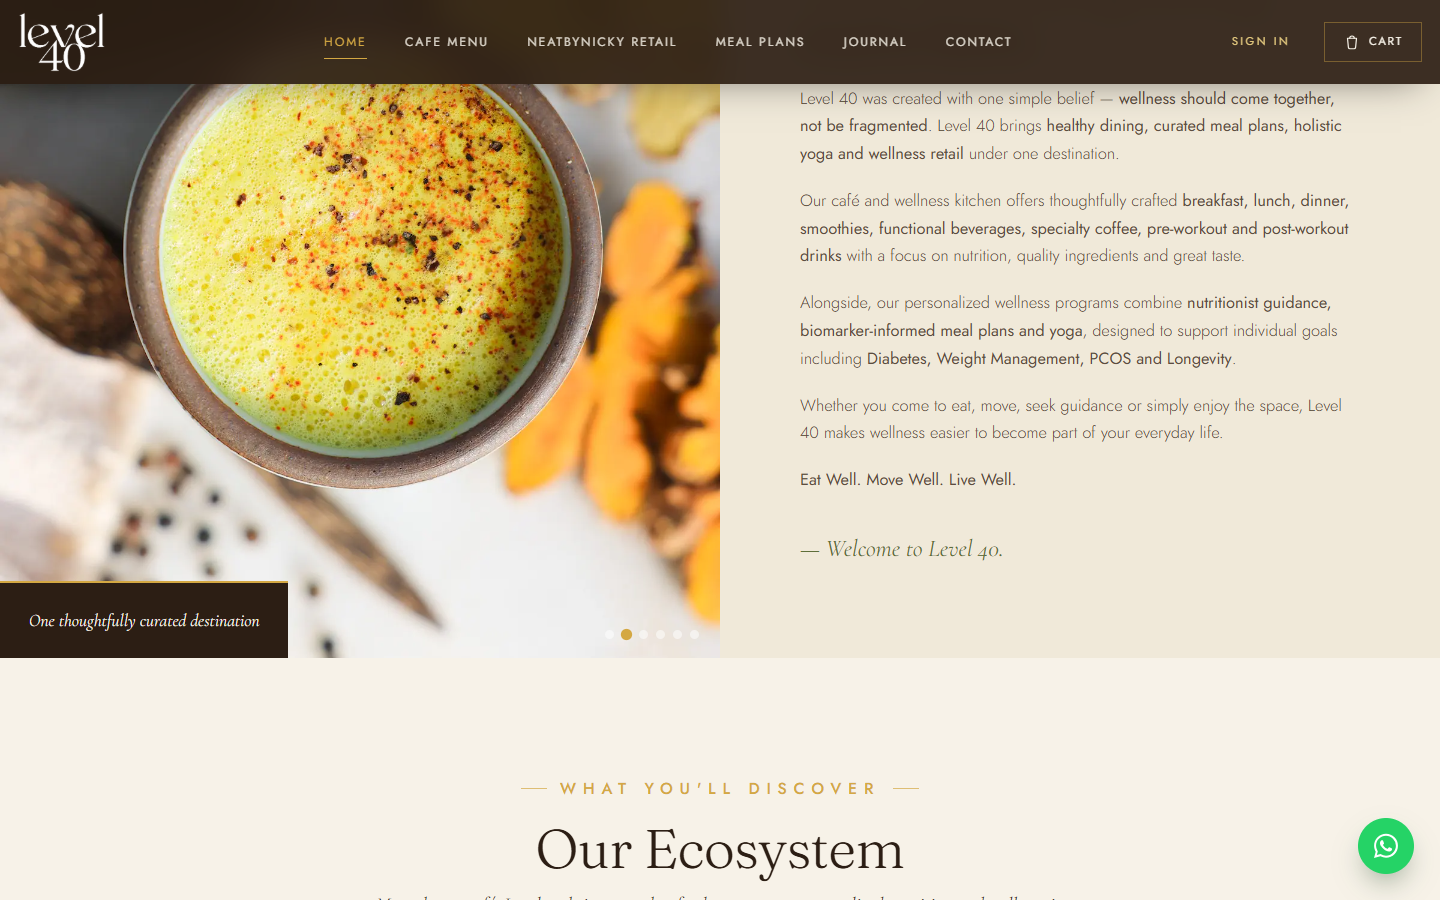 level
40
HOME
CAFE MENU
NEATBYNICKY RETAIL
MEAL PLANS
JOURNAL
CONTACT
SIGN IN
CART
Level 40 was created with one simple belief — wellness should come together,
not be fragmented. Level 40 brings healthy dining, curated meal plans, holistic
yoga and wellness retail under one destination.
Our café and wellness kitchen offers thoughtfully crafted breakfast, lunch, dinner,
smoothies, functional beverages, specialty coffee, pre-workout and post-workout
drinks with a focus on nutrition, quality ingredients and great taste.
Alongside, our personalized wellness programs combine nutritionist guidance,
biomarker-informed meal plans and yoga, designed to support individual goals
including Diabetes, Weight Management, PCOS and Longevity.
Whether you come to eat, move, seek guidance or simply enjoy the space, Level
40 makes wellness easier to become part of your everyday life.
Eat Well. Move Well. Live Well.
— Welcome to Level 40.
One thoughtfully curated destination
WHAT YOU'LL DISCOVER
Our Ecosystem